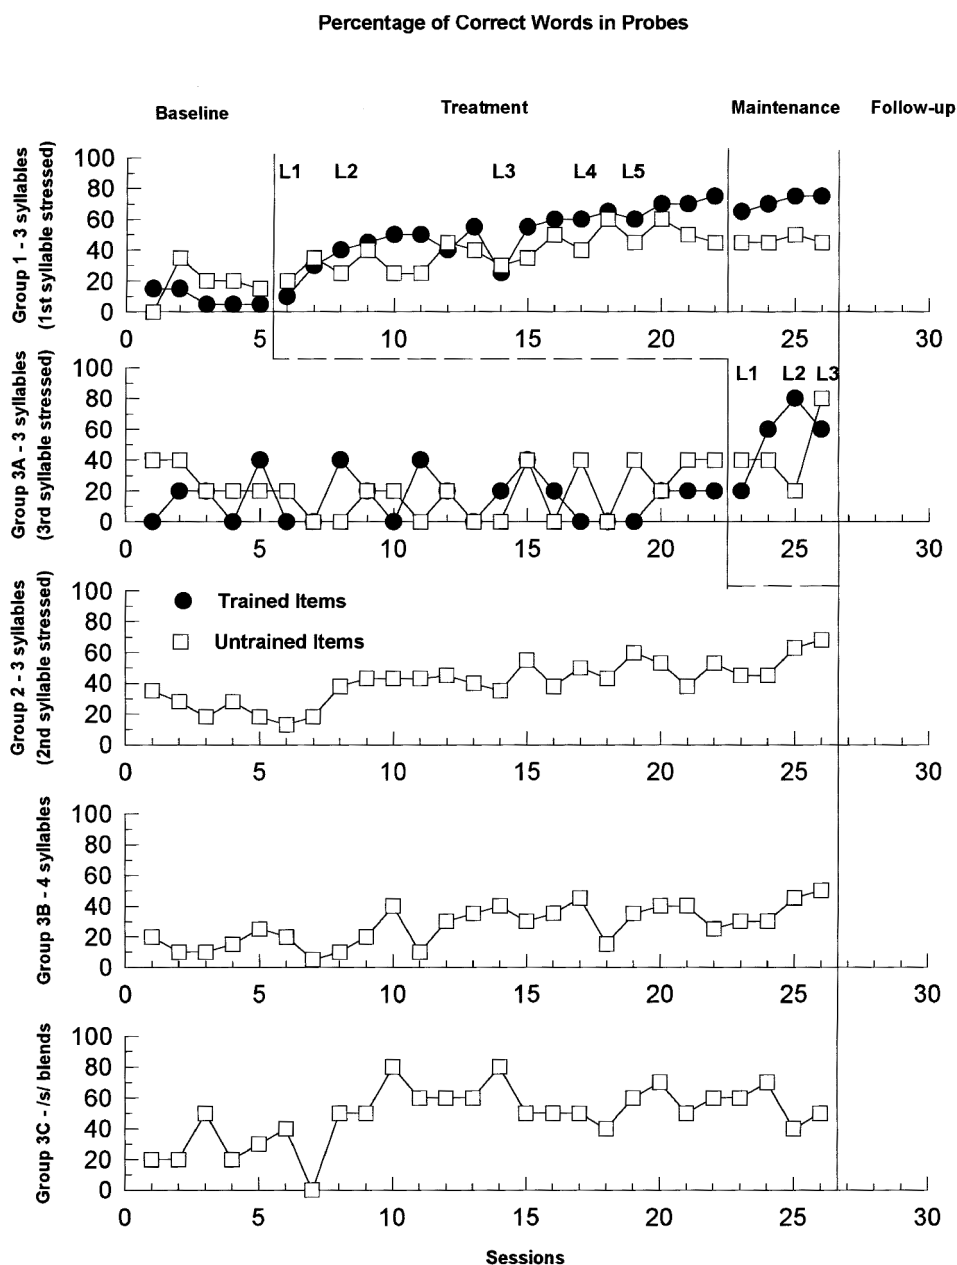 Percentage of Correct Words in Probes
Baseline Treatment Maintenance Follow-up
Group 1 - 3 syllables
(1st syllable stressed)
100
80
60
40
20
0
L1 L2 L3 L4 L5
0 5 10 15 20 25 30
Group 3A - 3 syllables
(3rd syllable stressed)
100
80
60
40
20
0
L1 L2 L3
0 5 10 15 20 25 30
Group 2 - 3 syllables
(2nd syllable stressed)
100
80
60
40
20
0
Trained Items
Untrained Items
0 5 10 15 20 25 30
Group 3B - 4 syllables
100
80
60
40
20
0
0 5 10 15 20 25 30
Group 3C - /s/ blends
100
80
60
40
20
0
0 5 10 15 20 25 30
Sessions